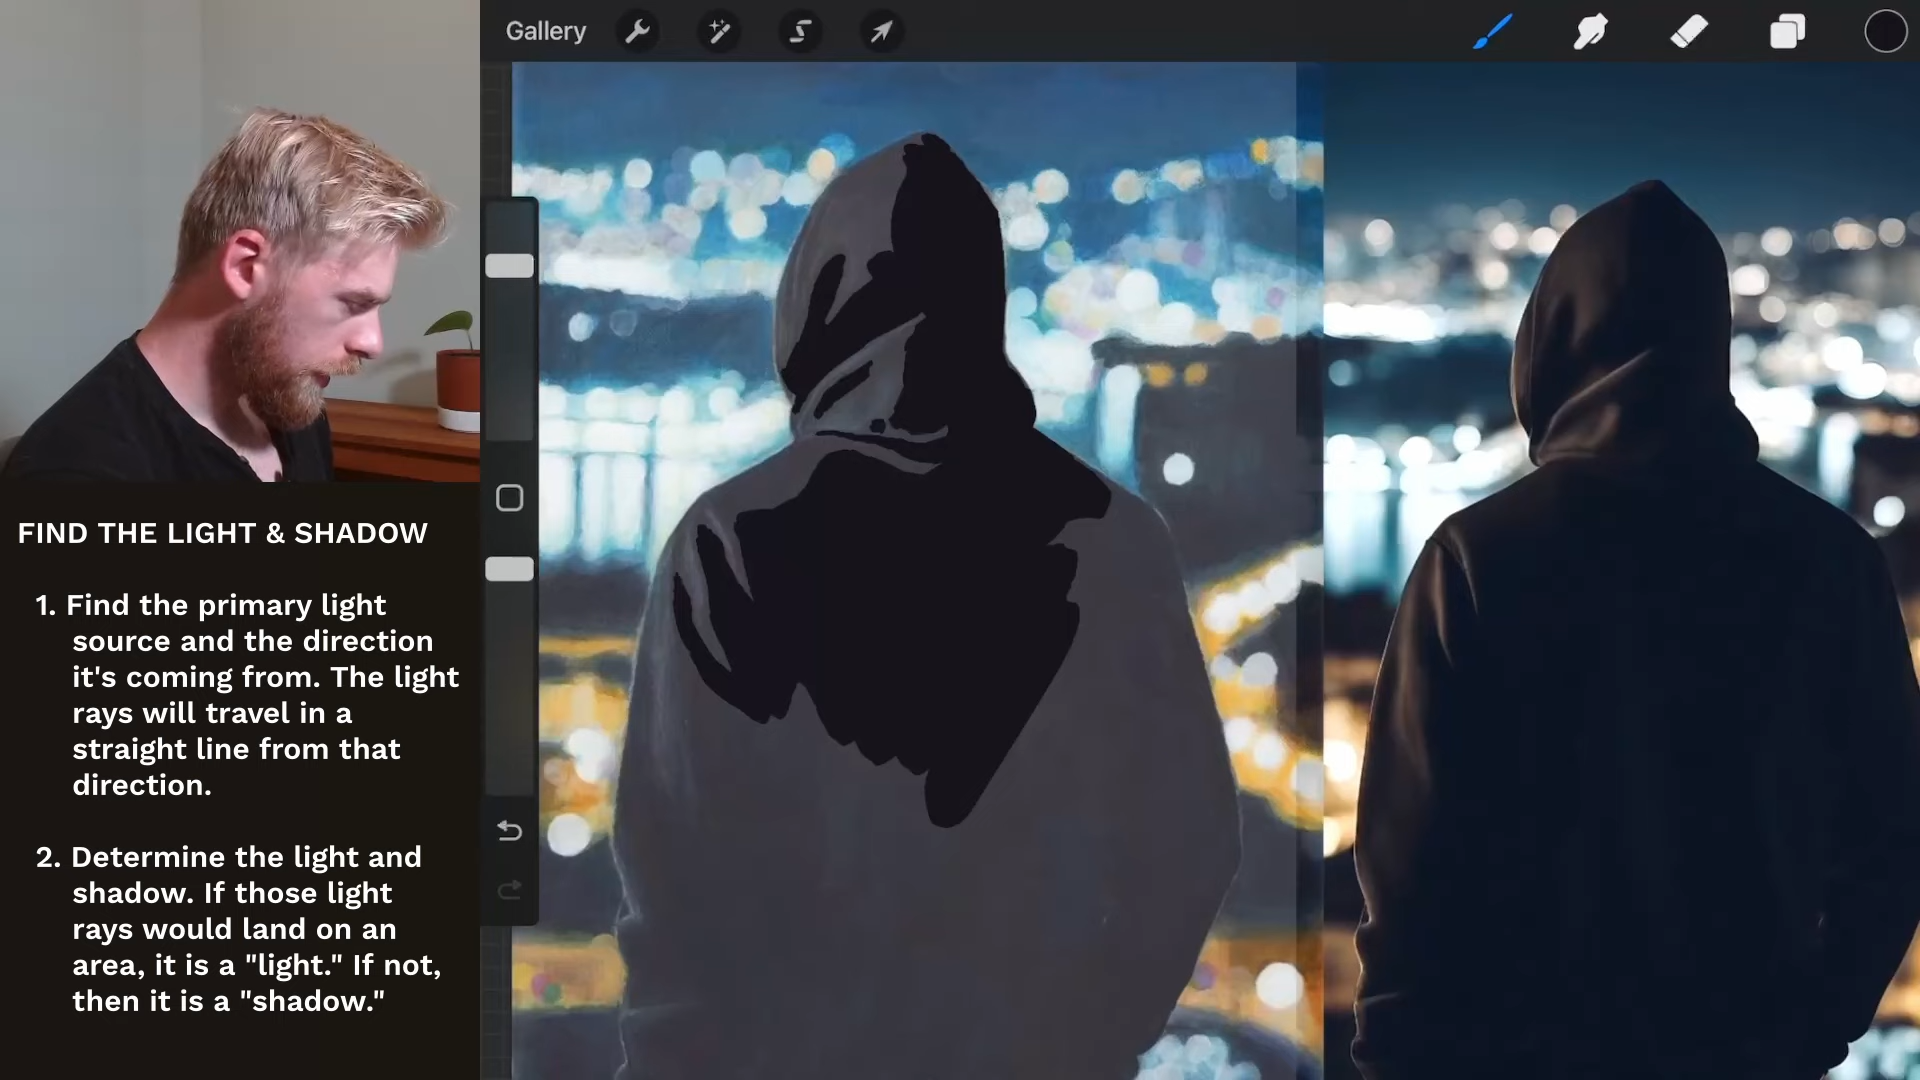 Gallery
FIND THE LIGHT & SHADOW
1. Find the primary light
source and the direction
it's coming from. The light
rays will travel in a
straight line from that
direction.
2. Determine the light and
shadow. If those light
rays would land on an
area, it is a "light." If not,
then it is a "shadow."